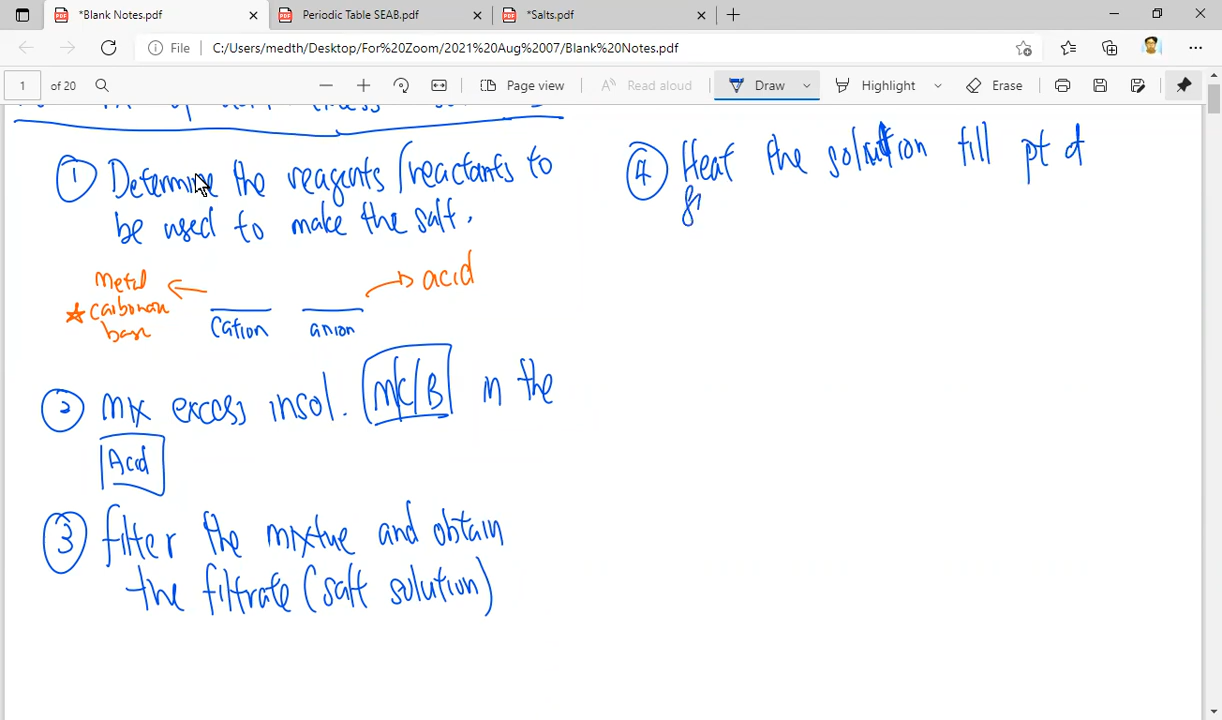 *Blank Notes.pdf
Periodic Table SEAB.pdf
*Salts.pdf
File
C:/Users/medth/Desktop/For%20Zoom/2021%20Aug%2007/Blank%20Notes.pdf
1 of 20
Page view
Read aloud
Draw
Highlight
Erase
① Determine the reagents/reactants to
be used to make the salt.
Metal
☆ carbonate
base
cation
anion
acid
② Mix excess insol. M/C/B in the
Acid
③ filter the mixture and obtain
the filtrate (salt solution)
④ Heat the solution fill pt of